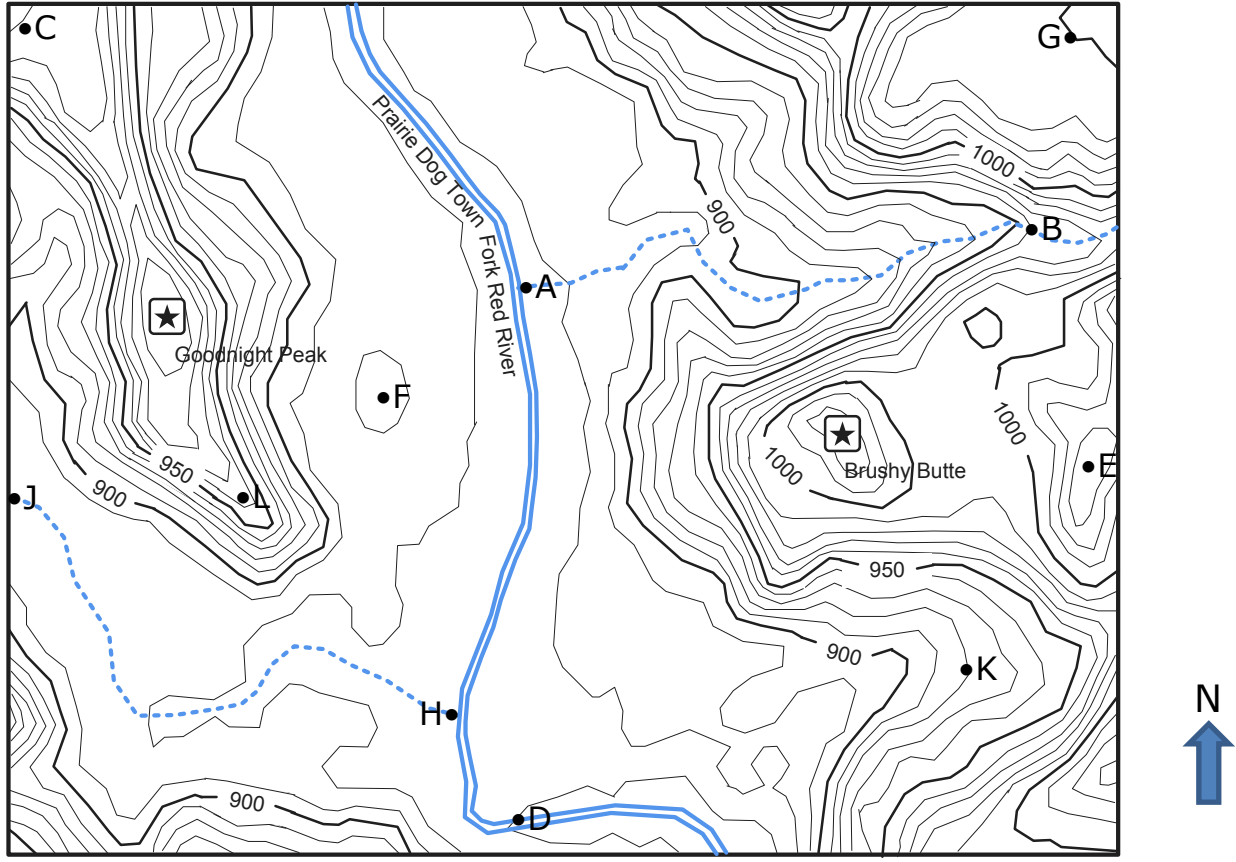 C
G
Prairie Dog Town Fork Red River
1000
900
B
A
Goodnight Peak
F
1000
1000
Brushy Butte
E
950
900
J
L
950
900
K
H
N
900
D